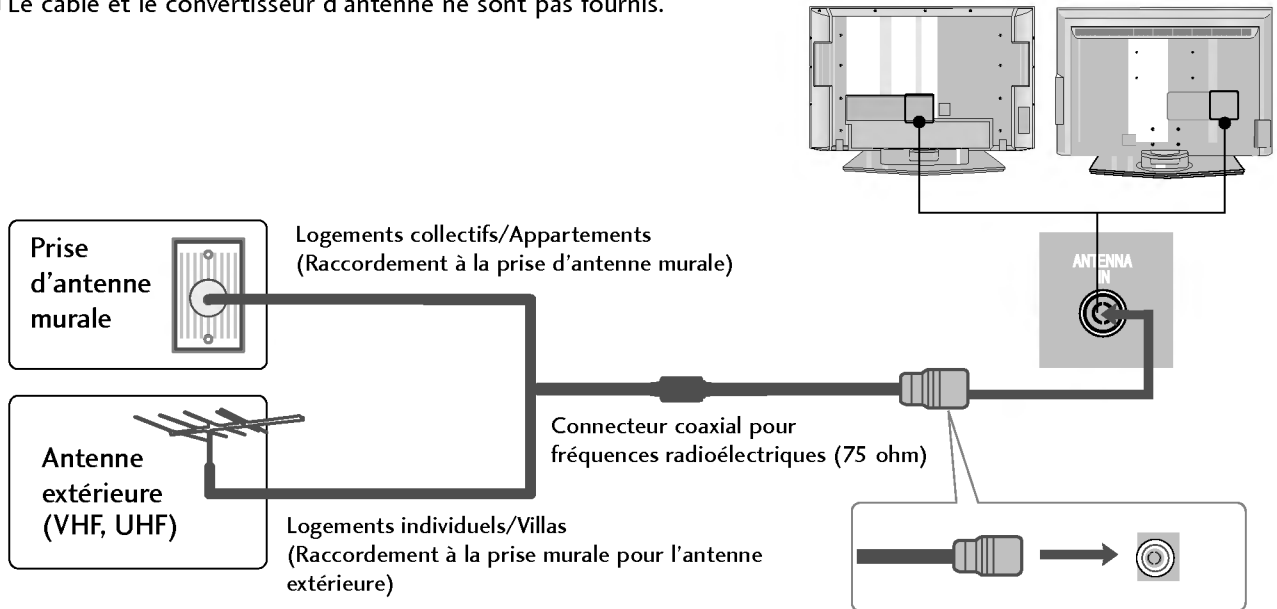 Le câble et le convertisseur d'antenne ne sont pas fournis.
Prise
d'antenne
murale
Logements collectifs/Appartements
(Raccordement à la prise d'antenne murale)
ANTENNA
IN
Antenne
extérieure
(VHF, UHF)
Connecteur coaxial pour
fréquences radioélectriques (75 ohm)
Logements individuels/Villas
(Raccordement à la prise murale pour l'antenne
extérieure)